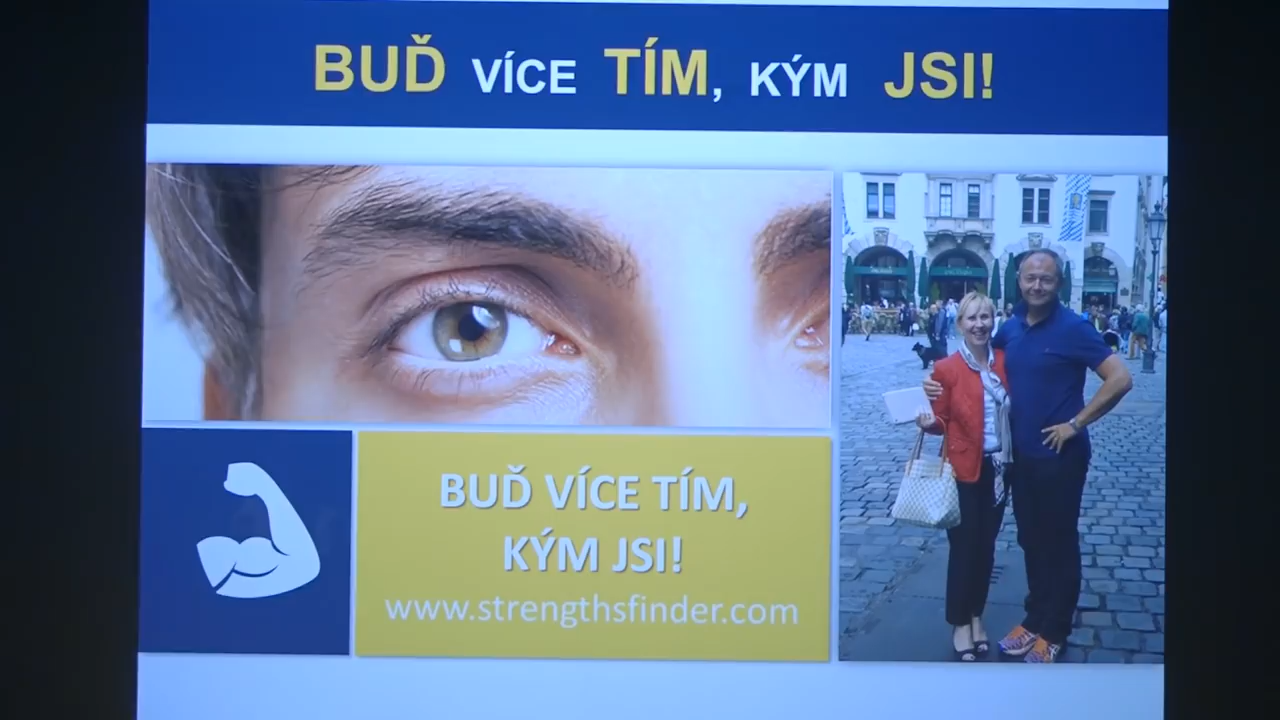 BUĎ VÍCE TÍM, KÝM JSI!
BUĎ VÍCE TÍM,
KÝM JSI!
www.strengthsfinder.com